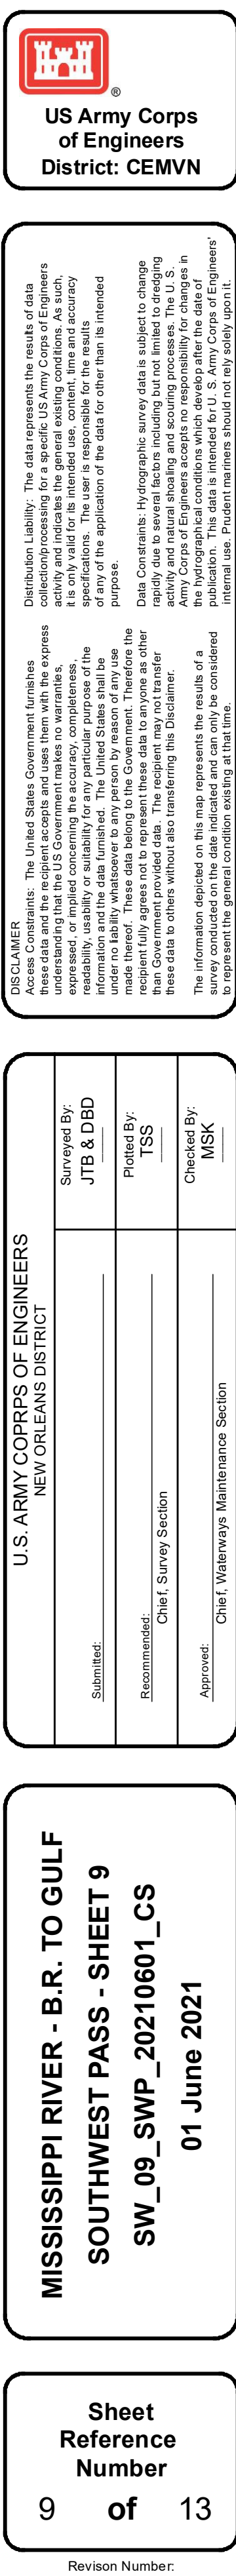 US Army Corps
of Engineers
District: CEMVN
®
DISCLAIMER
Access Constraints: The United States Government furnishes
these data and the recipient accepts and uses them with the express
understanding that the US Government makes no warranties,
expressed, or implied concerning the accuracy, completeness,
readability, usability or suitability for any particular purpose of the
information and the data furnished. The United States shall be
under no liability whatsoever to any person by reason of any use
made thereof. These data belong to the Government. Therefore the
recipient fully agrees not to represent these data to anyone as other
than Government provided data. The recipient may not transfer
these data to others without also transferring this Disclaimer.
The information depicted on this map represents the results of a
survey conducted on the date indicated and can only be considered
to represent the general condition existing at that time.
Distribution Liability: The data represents the results of data
collection/processing for a specific US Army Corps of Engineers
activity and indicates the general existing conditions. As such,
it is only valid for its intended use, content, time and accuracy
specifications. The user is responsible for the results
of any of the application of the data for other than its intended
purpose.
Data Constraints: Hydrographic survey data is subject to change
rapidly due to several factors including but not limited to dredging
activity and natural shoaling and scouring processes. The U. S.
Army Corps of Engineers accepts no responsibility for changes in
the hydrographical conditions which develop after the date of
publication. This data is intended for U. S. Army Corps of Engineers'
internal use. Prudent mariners should not rely solely upon it.
U.S. ARMY COPRPS OF ENGINEERS
NEW ORLEANS DISTRICT
Submitted:
Surveyed By:
JTB & DBD
Recommended:
Chief, Survey Section
Plotted By:
TSS
Approved:
Chief, Waterways Maintenance Section
Checked By:
MSK
MISSISSIPPI RIVER - B.R. TO GULF
SOUTHWEST PASS - SHEET 9
SW_09_SWP_20210601_CS
01 June 2021
Sheet
Reference
Number
9 of 13
Revison Number: